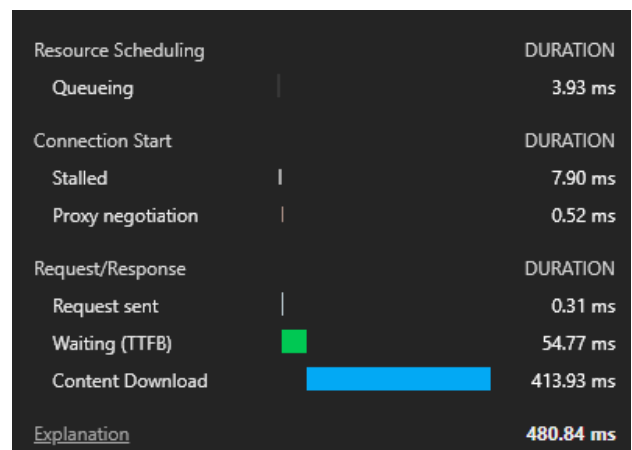 Resource Scheduling DURATION
Queueing 3.93 ms
Connection Start DURATION
Stalled 7.90 ms
Proxy negotiation 0.52 ms
Request/Response DURATION
Request sent 0.31 ms
Waiting (TTFB) 54.77 ms
Content Download 413.93 ms
Explanation 480.84 ms